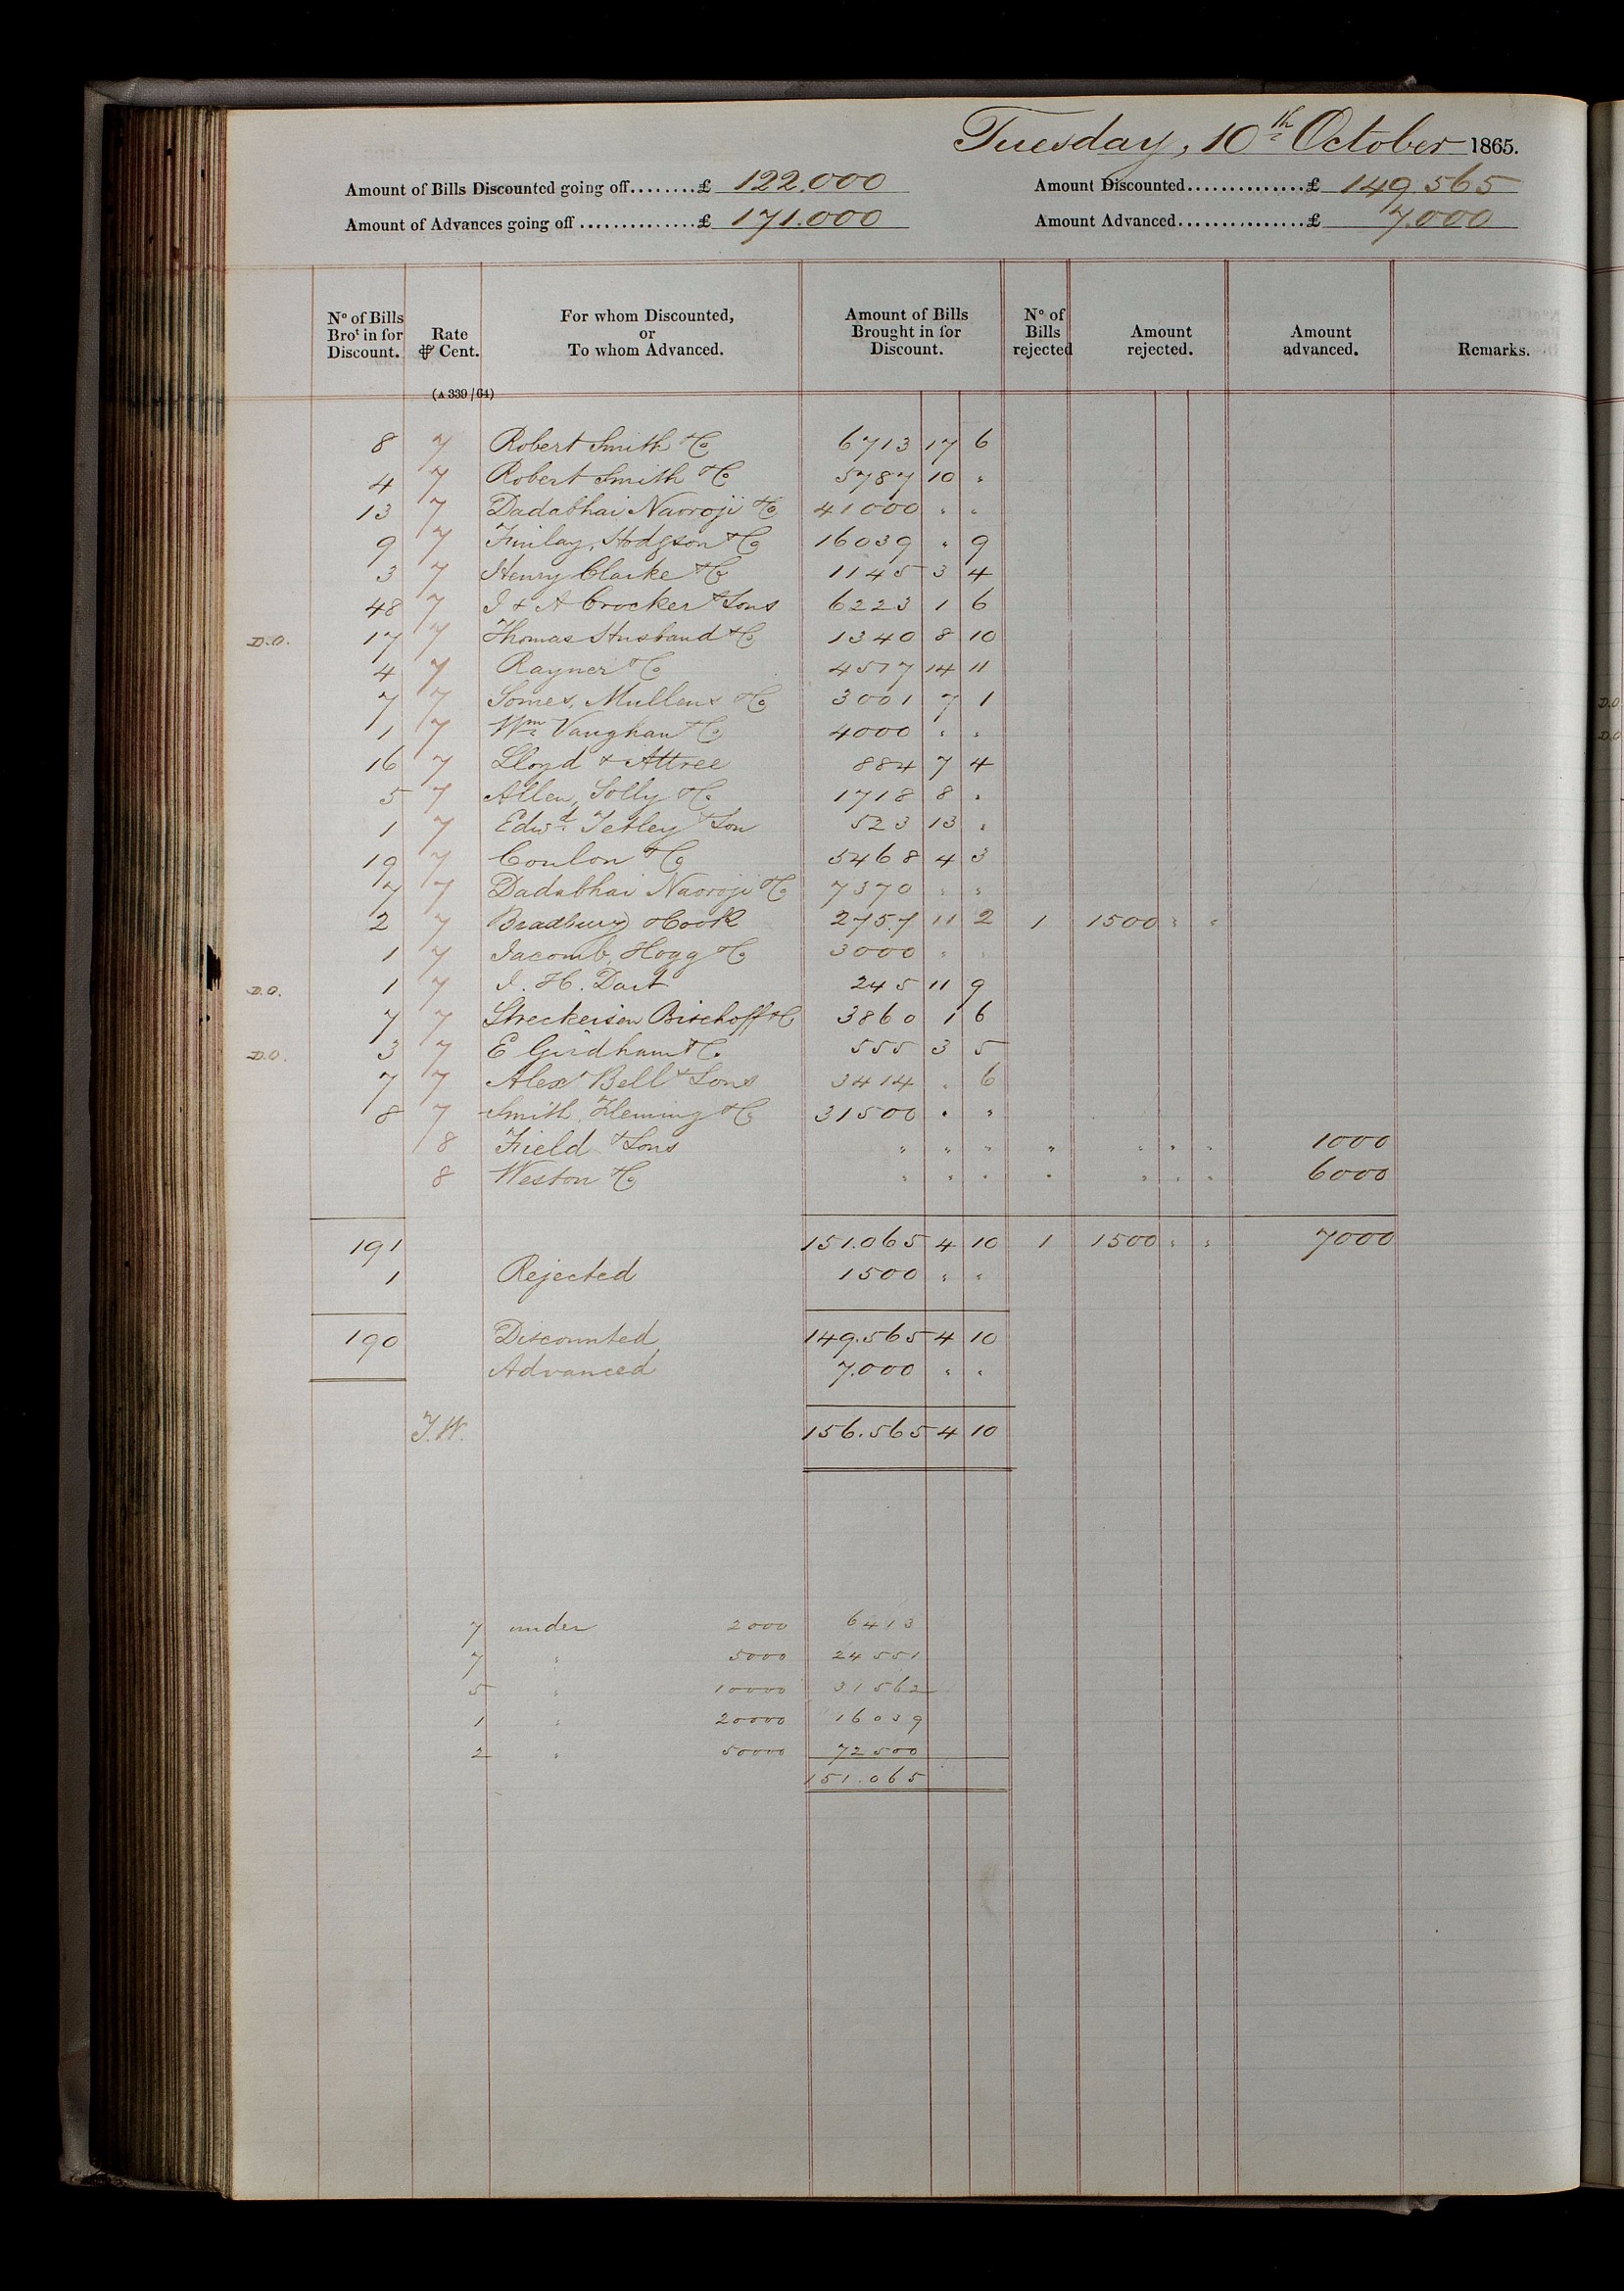 Tuesday, 10th October 1865.
Amount of Bills Discounted going off........£ 122.000 Amount Discounted..............£ 149.565
Amount of Advances going off..............£ 171.000 Amount Advanced...............£ 7.000
No of Bills Brot in for Discount. Rate ⅌ Cent. For whom Discounted, or To whom Advanced. Amount of Bills Brought in for Discount. No of Bills rejected Amount rejected. Amount advanced. Remarks.
(A 339/64)
8 7 Robert Smith & Co 6713 17 6
4 7 Robert Smith & Co 5787 10 "
13 7 Dadabhai Naoroji & Co 41000 " "
9 7 Finlay, Hodgson & Co 16039 " 9
3 7 Henry Clarke & Co 1145 3 4
48 7 I & A Crocker & Sons 6223 1 6
D.O. 17 7 Thomas Husband & Co 1340 8 10
4 7 Rayner & Co 4517 14 11
7 7 Somes, Mullens & Co 3001 7 1
1 7 Wm Vaughan & Co 4000 " "
16 7 Lloyd & Attree 884 7 4
5 7 Allen, Solly & Co 1718 8 "
1 7 Edwd Tetley & Son 523 13 "
19 7 Coulon & Co 5468 4 3
7 7 Dadabhai Naoroji & Co 7370 " "
2 7 Bradbury & Cook 2757 11 2 1 1500 " "
1 7 Jacomb, Hogg & Co 3000 " "
D.O. 1 7 I. H. Dart 245 11 9
7 7 Streckeisen Bischoff & Co 3860 1 6
D.O. 3 7 E Girdham & Co 555 3 5
7 7 Alexr Bell & Sons 3414 " 6
8 7 Smith, Fleming & Co 31500 " "
8 Field & Sons " " " " " " " 1000
8 Weston & Co " " " " " " " 6000
191 151.065 4 10 1 1500 " " 7000
1 Rejected 1500 " "
190 Discounted 149.565 4 10
Advanced 7.000 " "
156.565 4 10
7 under 2000 6413
7 " 5000 24551
5 " 10000 31562
1 " 20000 16039
2 " 50000 72500
151.065